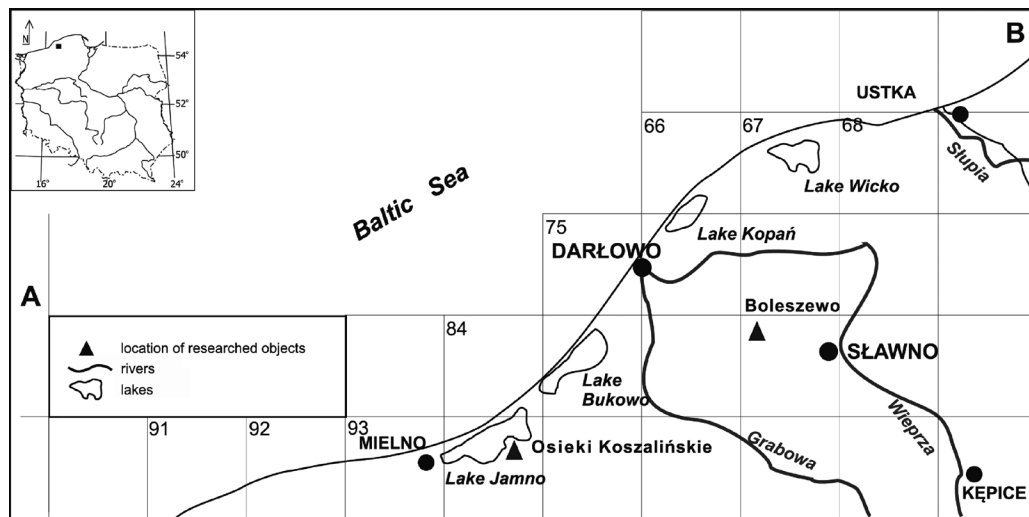 N
54°
52°
50°
16°
20°
24°
B
USTKA
66
67
68
Słupia
Lake Wicko
Baltic Sea
75
Lake Kopań
DARŁOWO
A
Boleszewo
84
SŁAWNO
location of researched objects
rivers
lakes
Lake
Bukowo
Wieprza
91
92
93
MIELNO
Osieki Koszalińskie
Grabowa
Lake Jamno
KĘPICE